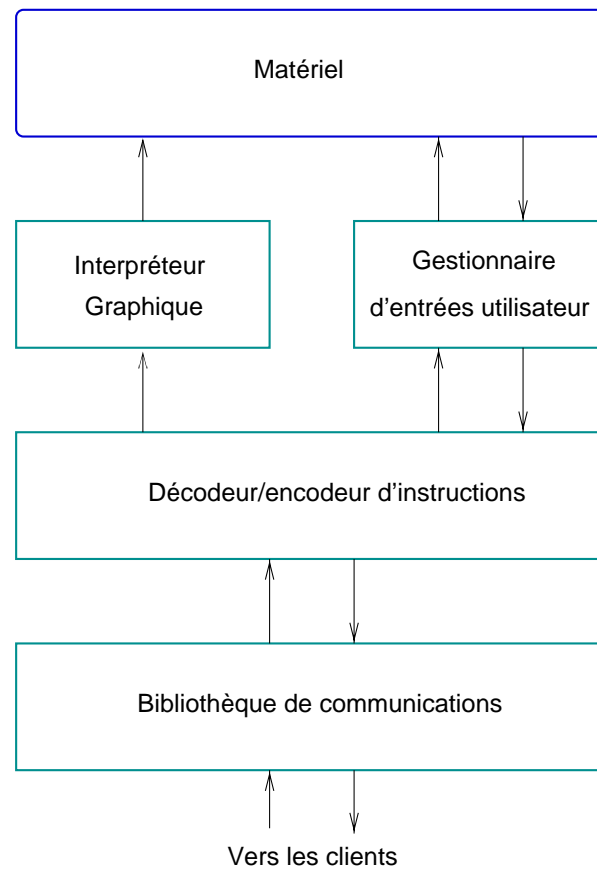 Matériel
Interpréteur
Graphique
Gestionnaire
d'entrées utilisateur
Décodeur/encodeur d'instructions
Bibliothèque de communications
Vers les clients